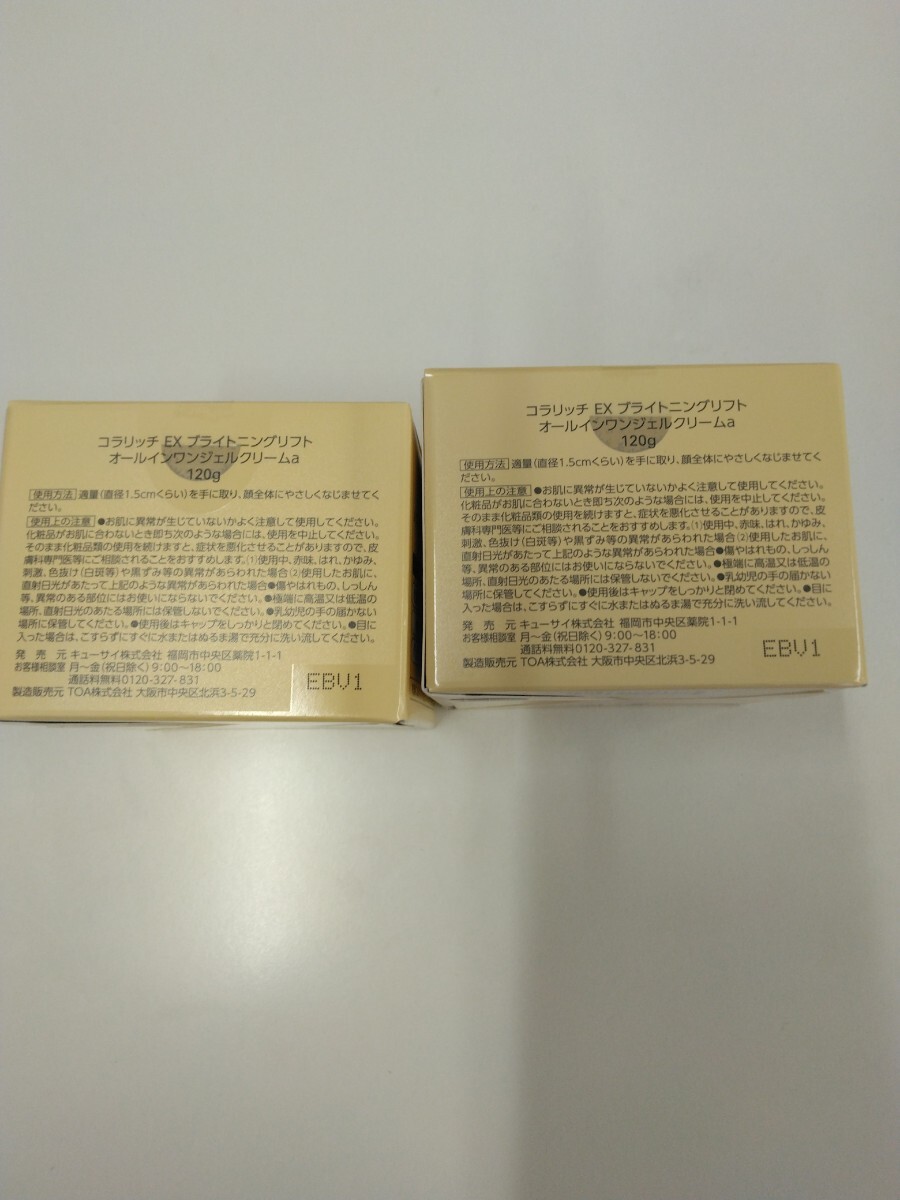 コラリッチ EX ブライトニングリフト
オールインワンジェルクリームa
120g
使用方法 適量(直径1.5cmくらい)を手に取り、顔全体にやさしくなじませてく
ださい。
使用上の注意 ●お肌に異常が生じていないかよく注意して使用してください。
化粧品がお肌に合わないとき即ち次のような場合には、使用を中止してください。
そのまま化粧品類の使用を続けますと、症状を悪化させることがありますので、皮
膚科専門医等にご相談されることをおすすめします。(1)使用中、赤味、はれ、かゆみ、
刺激、色抜け(白斑等)や黒ずみ等の異常があらわれた場合(2)使用したお肌に、
直射日光があたって上記のような異常があらわれた場合●傷やはれもの、しっしん
等、異常のある部位にはお使いにならないでください。●極端に高温又は低温の
場所、直射日光のあたる場所には保管しないでください。●乳幼児の手の届かない
場所に保管してください。●使用後はキャップをしっかりと閉めてください。●目に
入った場合は、こすらずにすぐに水またはぬるま湯で充分に洗い流してください。
発売元 キューサイ株式会社 福岡市中央区薬院1-1-1
お客様相談室 月~金(祝日除く)9:00~18:00
通話料無料0120-327-831
製造販売元 TOA株式会社 大阪市中央区北浜3-5-29
EBV1
コラリッチ EX ブライトニングリフト
オールインワンジェルクリームa
120g
使用方法 適量(直径1.5cmくらい)を手に取り、顔全体にやさしくなじませてく
ださい。
使用上の注意 ●お肌に異常が生じていないかよく注意して使用してください。
化粧品がお肌に合わないとき即ち次のような場合には、使用を中止してください。
そのまま化粧品類の使用を続けますと、症状を悪化させることがありますので、皮
膚科専門医等にご相談されることをおすすめします。(1)使用中、赤味、はれ、かゆみ、
刺激、色抜け(白斑等)や黒ずみ等の異常があらわれた場合(2)使用したお肌に、
直射日光があたって上記のような異常があらわれた場合●傷やはれもの、しっしん
等、異常のある部位にはお使いにならないでください。●極端に高温又は低温の
場所、直射日光のあたる場所には保管しないでください。●乳幼児の手の届かない
場所に保管してください。●使用後はキャップをしっかりと閉めてください。●目に
入った場合は、こすらずにすぐに水またはぬるま湯で充分に洗い流してください。
発売元 キューサイ株式会社 福岡市中央区薬院1-1-1
お客様相談室 月~金(祝日除く)9:00~18:00
通話料無料0120-327-831
製造販売元 TOA株式会社 大阪市中央区北浜3-5-29
EBV1